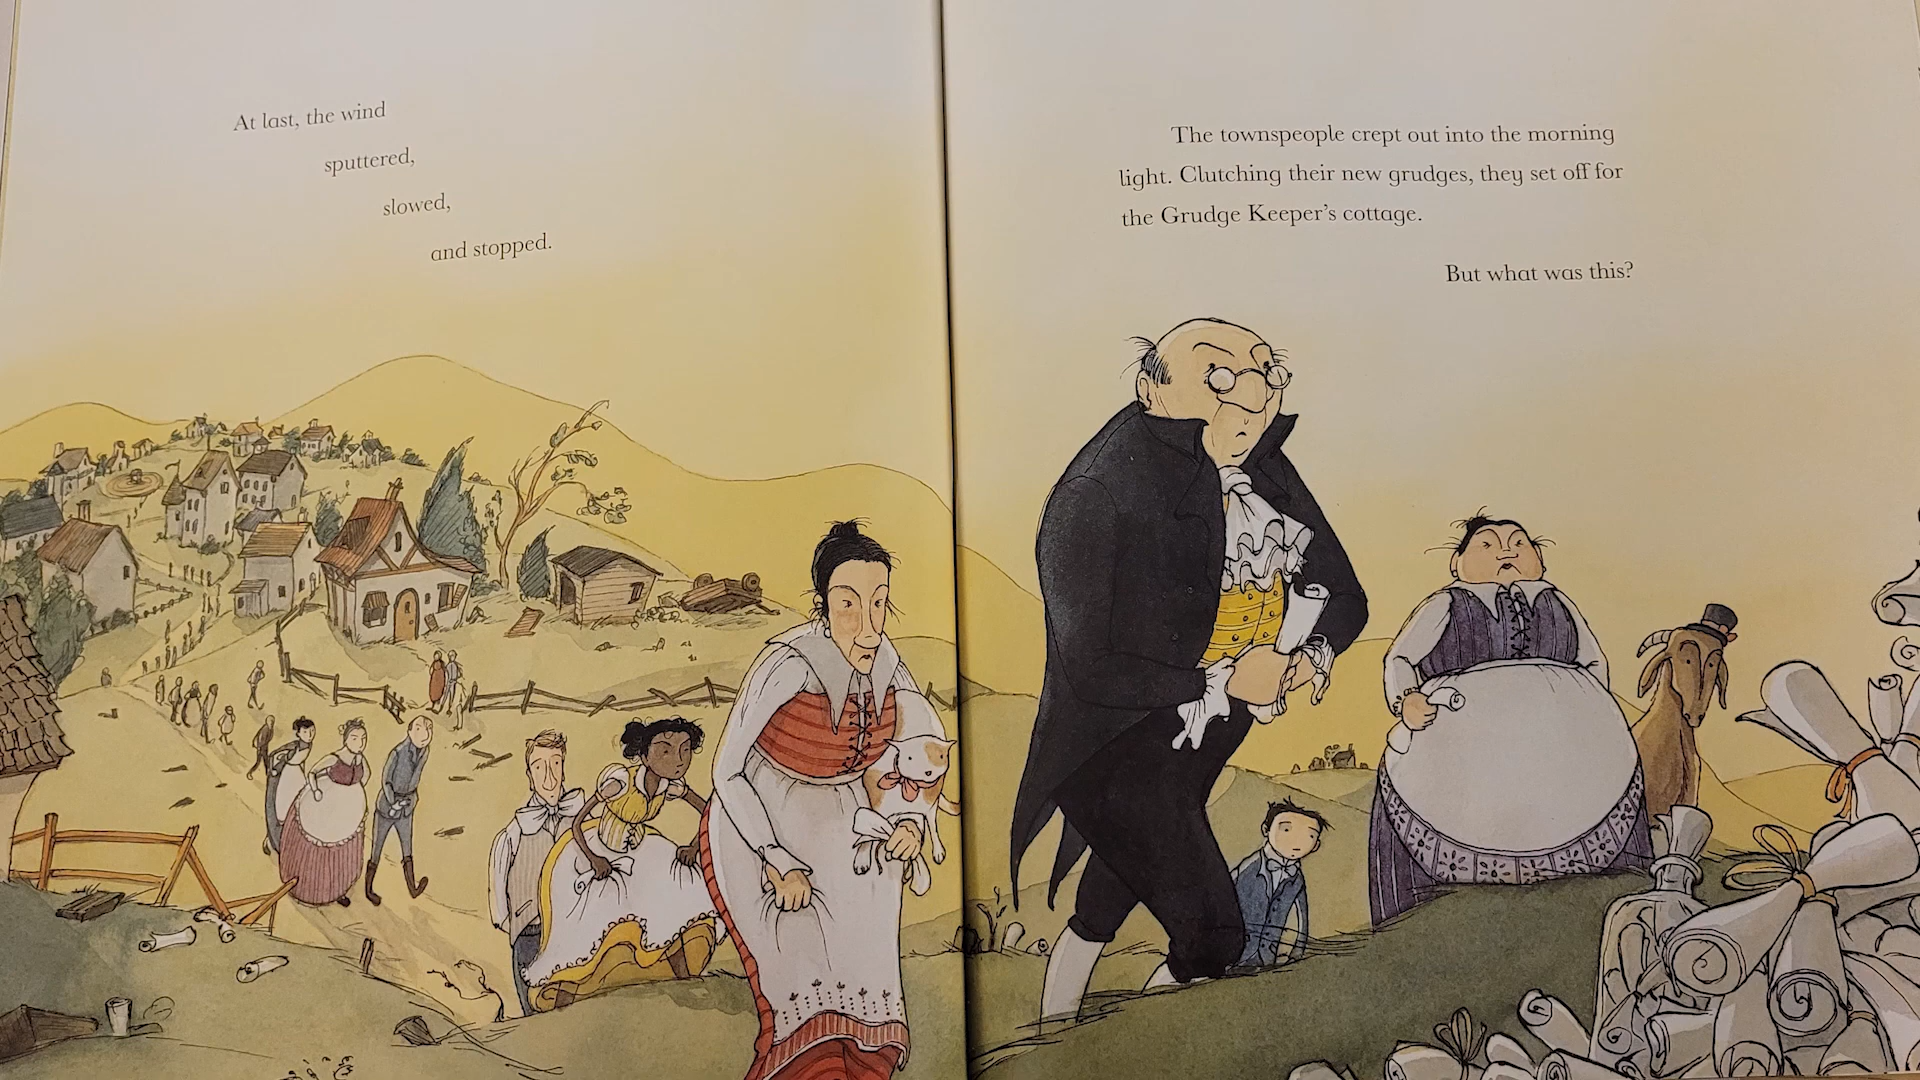 At last, the wind
sputtered,
slowed,
and stopped.
The townspeople crept out into the morning
light. Clutching their new grudges, they set off for
the Grudge Keeper’s cottage.
But what was this?